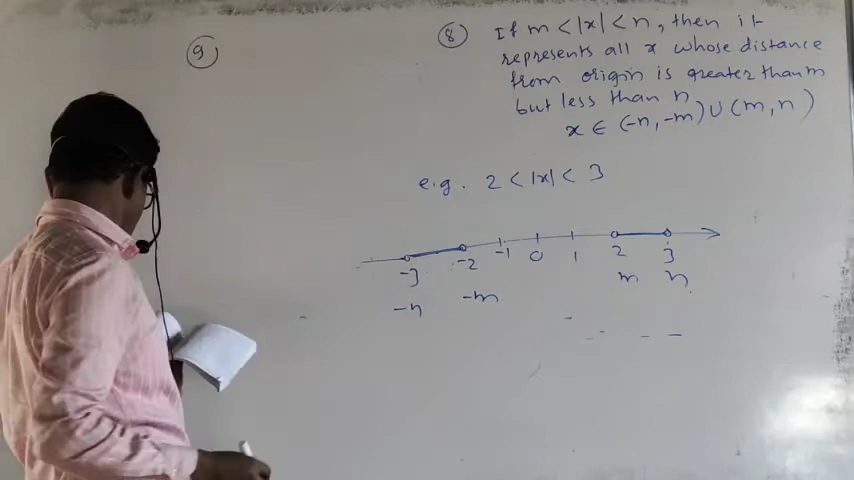 9
8 If m < |x| < n, then it
represents all x whose distance
from origin is greater than m
but less than n
x ∈ (-n, -m) ∪ (m, n)
e.g. 2 < |x| < 3
-3 -2 -1 0 1 2 3
-n -m m n